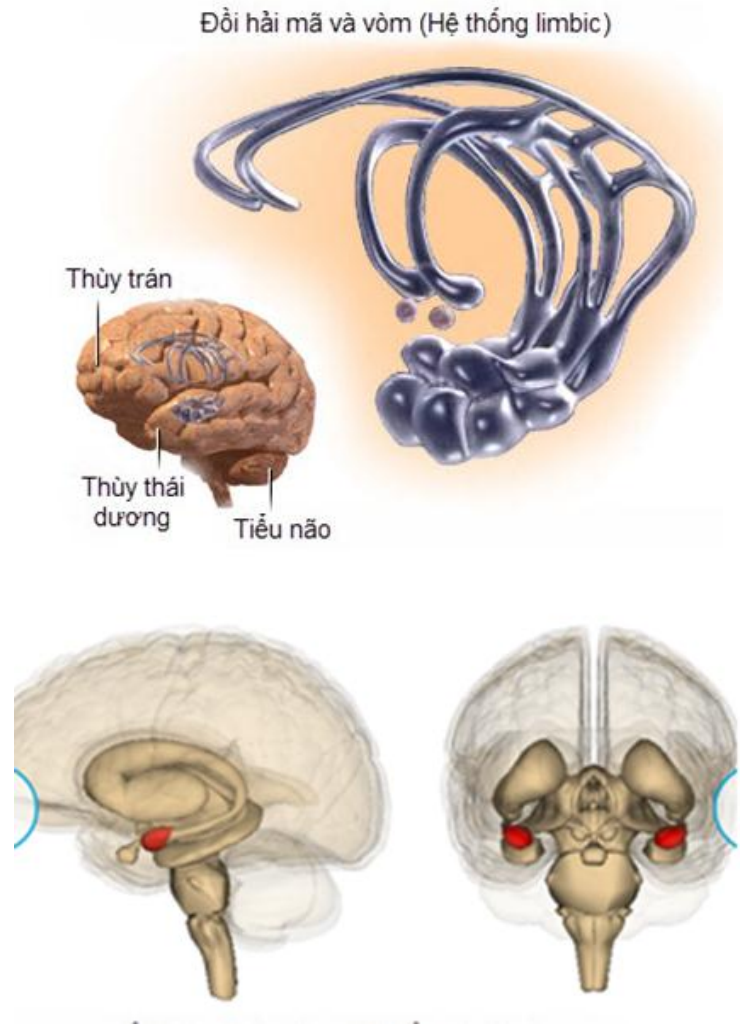 Đồi hải mã và vòm (Hệ thống limbic)
Thùy trán
Thùy thái
dương
Tiểu não